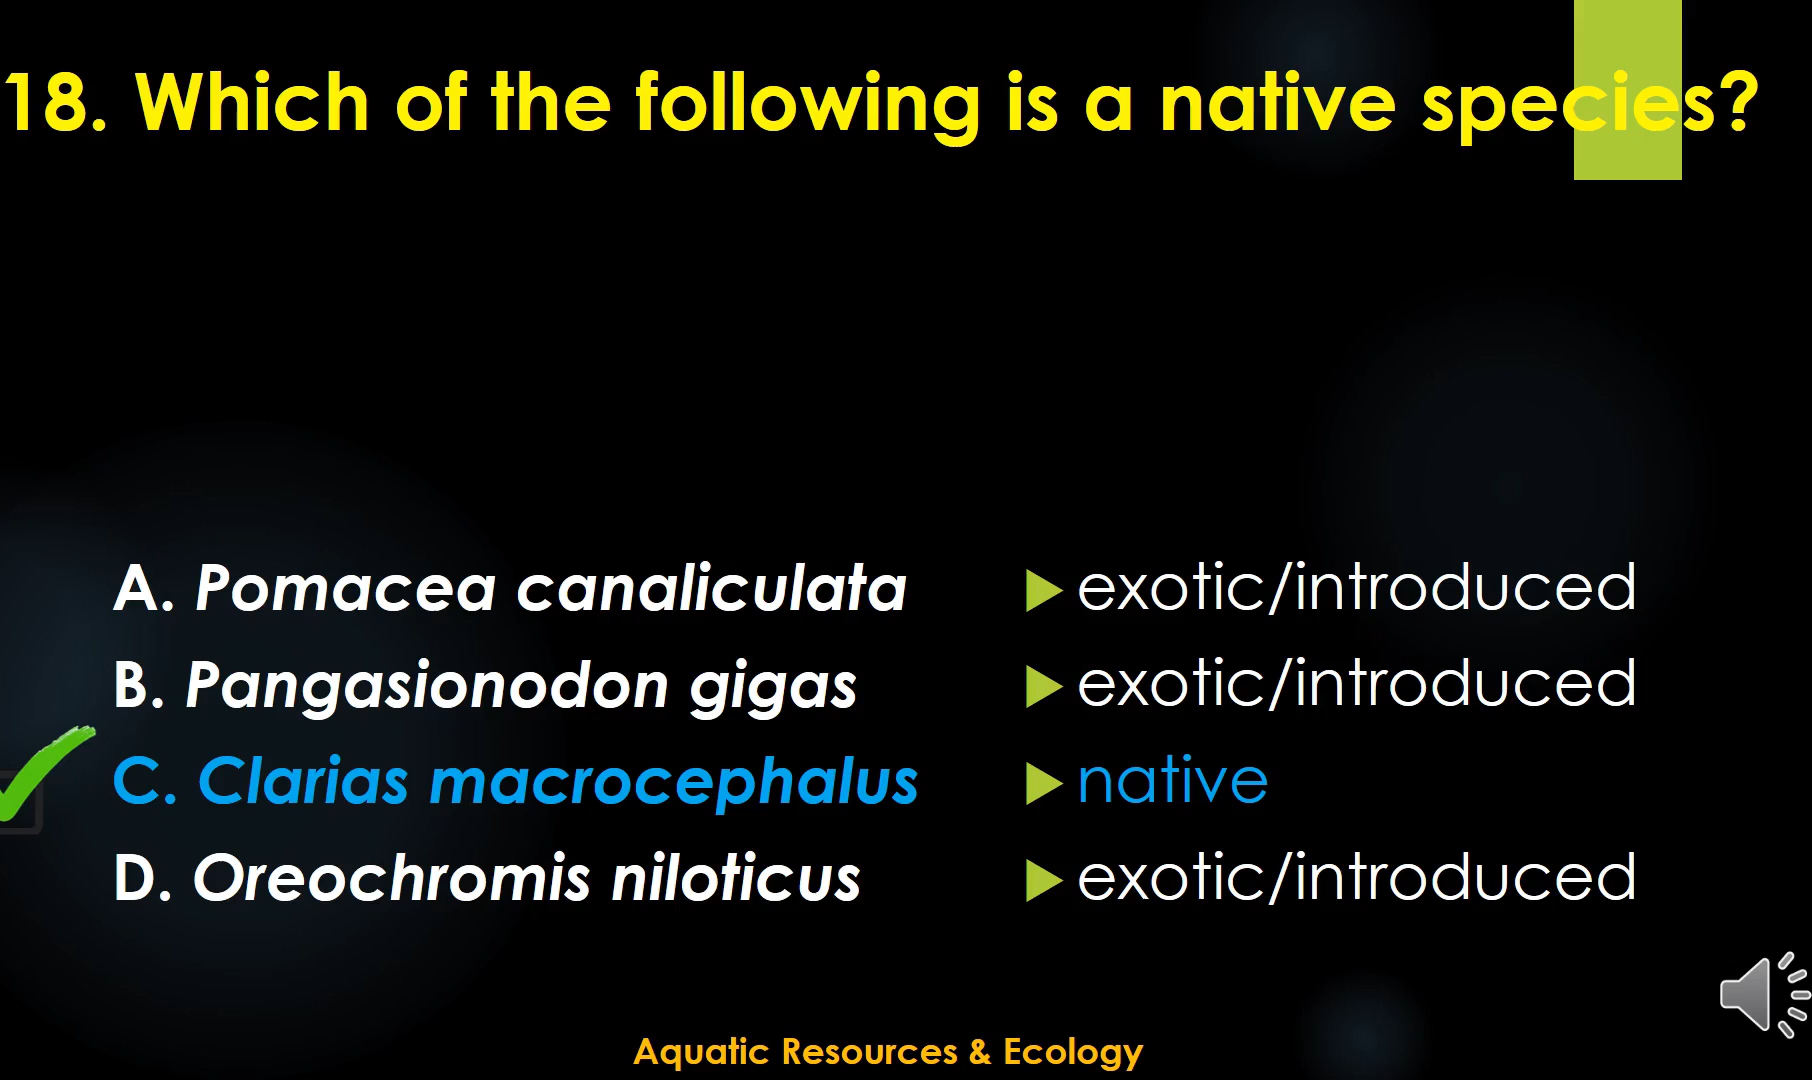 18. Which of the following is a native species?
A. Pomacea canaliculata ▶ exotic/introduced
B. Pangasionodon gigas ▶ exotic/introduced
C. Clarias macrocephalus ▶ native
D. Oreochromis niloticus ▶ exotic/introduced
Aquatic Resources & Ecology